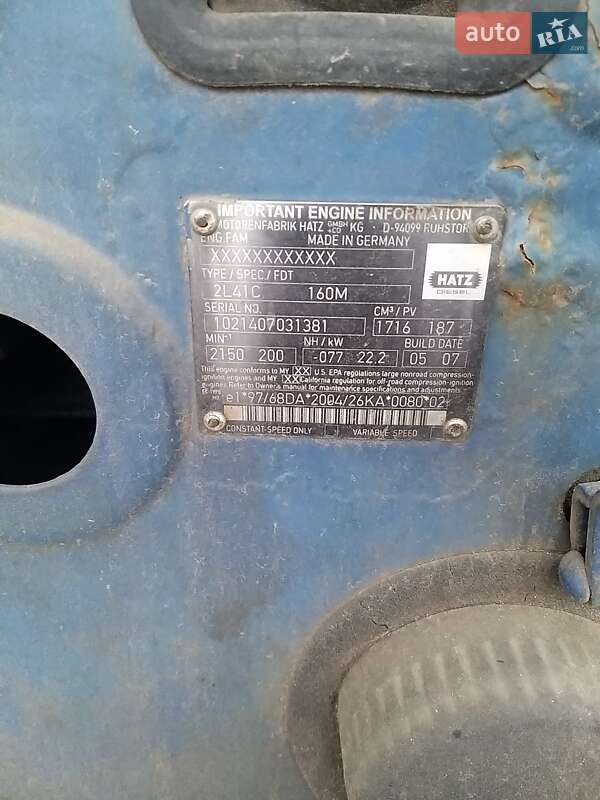 auto RIA.com
IMPORTANT ENGINE INFORMATION
MOTORENFABRIK HATZ GMBH +CO KG · D-94099 RUHSTORF
ENG.FAM MADE IN GERMANY
XXXXXXXXXXXX
TYPE / SPEC / FDT
2L41C 160M
HATZ
DIESEL
SERIAL NO. CM³ / PV
1021407031381 1716 187
MIN⁻¹ NH / kW BUILD DATE
2150 200 -077 22.2 05 07
This engine conforms to MY XX U.S. EPA regulations large nonroad compression-
ignition engines and MY XX California regulation for off-road compression-ignition
engines. Refer to Owners manual for maintenance specifications and adjustments
e1*97/68DA*2004/26KA*0080*02
CONSTANT-SPEED ONLY VARIABLE SPEED